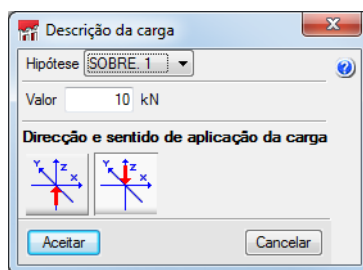 Descrição da carga
Hipótese SOBRE. 1
Valor 10 kN
Direcção e sentido de aplicação da carga
Y Z X Y Z X
Aceitar Cancelar